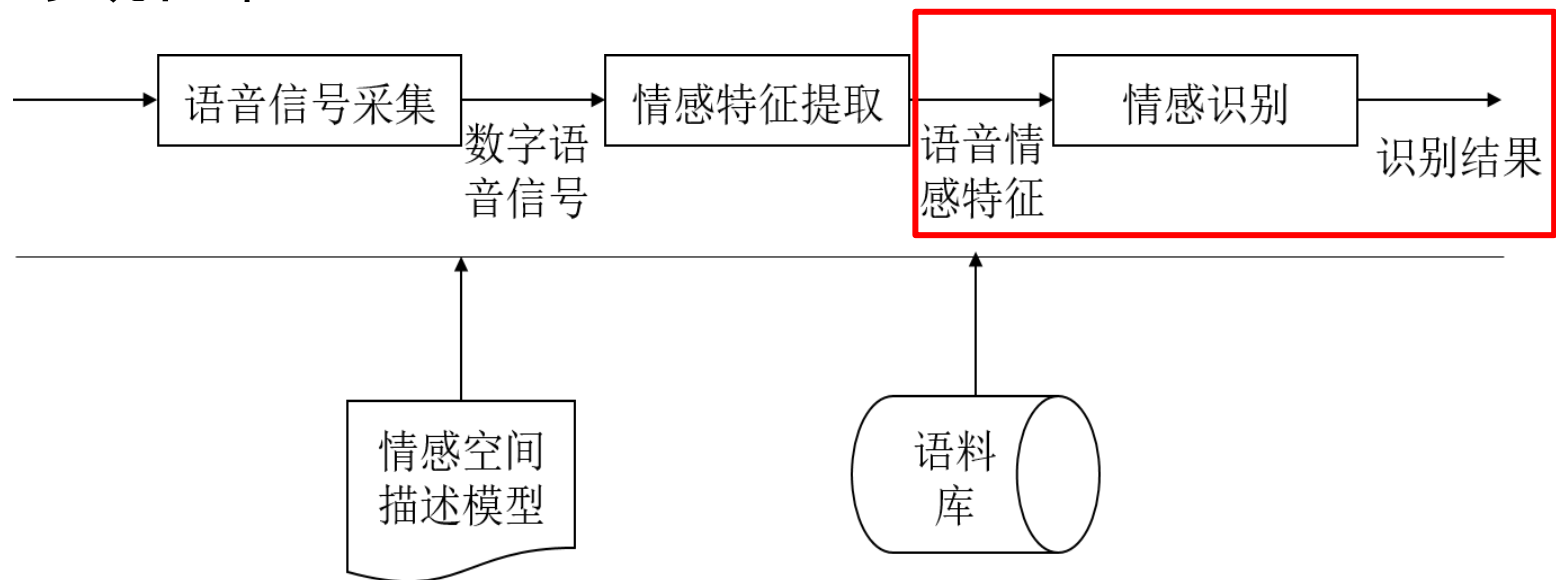 语音信号采集
情感特征提取
情感识别
数字语
音信号
语音情
感特征
识别结果
情感空间
描述模型
语料
库